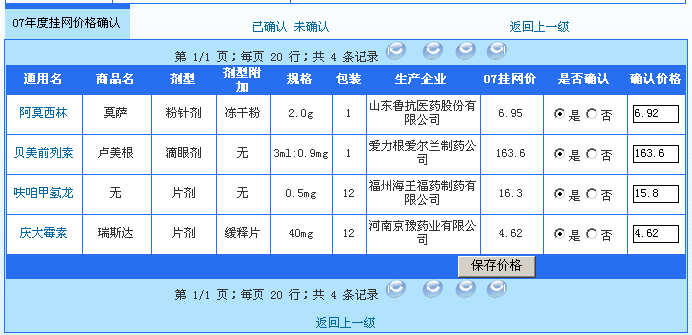 07年度挂网价格确认
已确认 未确认 返回上一级
第 1/1 页；每页 20 行；共 4 条记录
通用名 商品名 剂型 剂型附加 规格 包装 生产企业 07挂网价 是否确认 确认价格
阿莫西林 莫萨 粉针剂 冻干粉 2.0g 1 山东鲁抗医药股份有限公司 6.95 是 否 6.92
贝美前列素 卢美根 滴眼剂 无 3ml:0.9mg 1 爱力根爱尔兰制药公司 163.6 是 否 163.6
呋咱甲氢龙 无 片剂 无 0.5mg 12 福州海王福药制药有限公司 16.3 是 否 15.8
庆大霉素 瑞斯达 片剂 缓释片 40mg 12 河南京豫药业有限公司 4.62 是 否 4.62
保存价格
第 1/1 页；每页 20 行；共 4 条记录
返回上一级